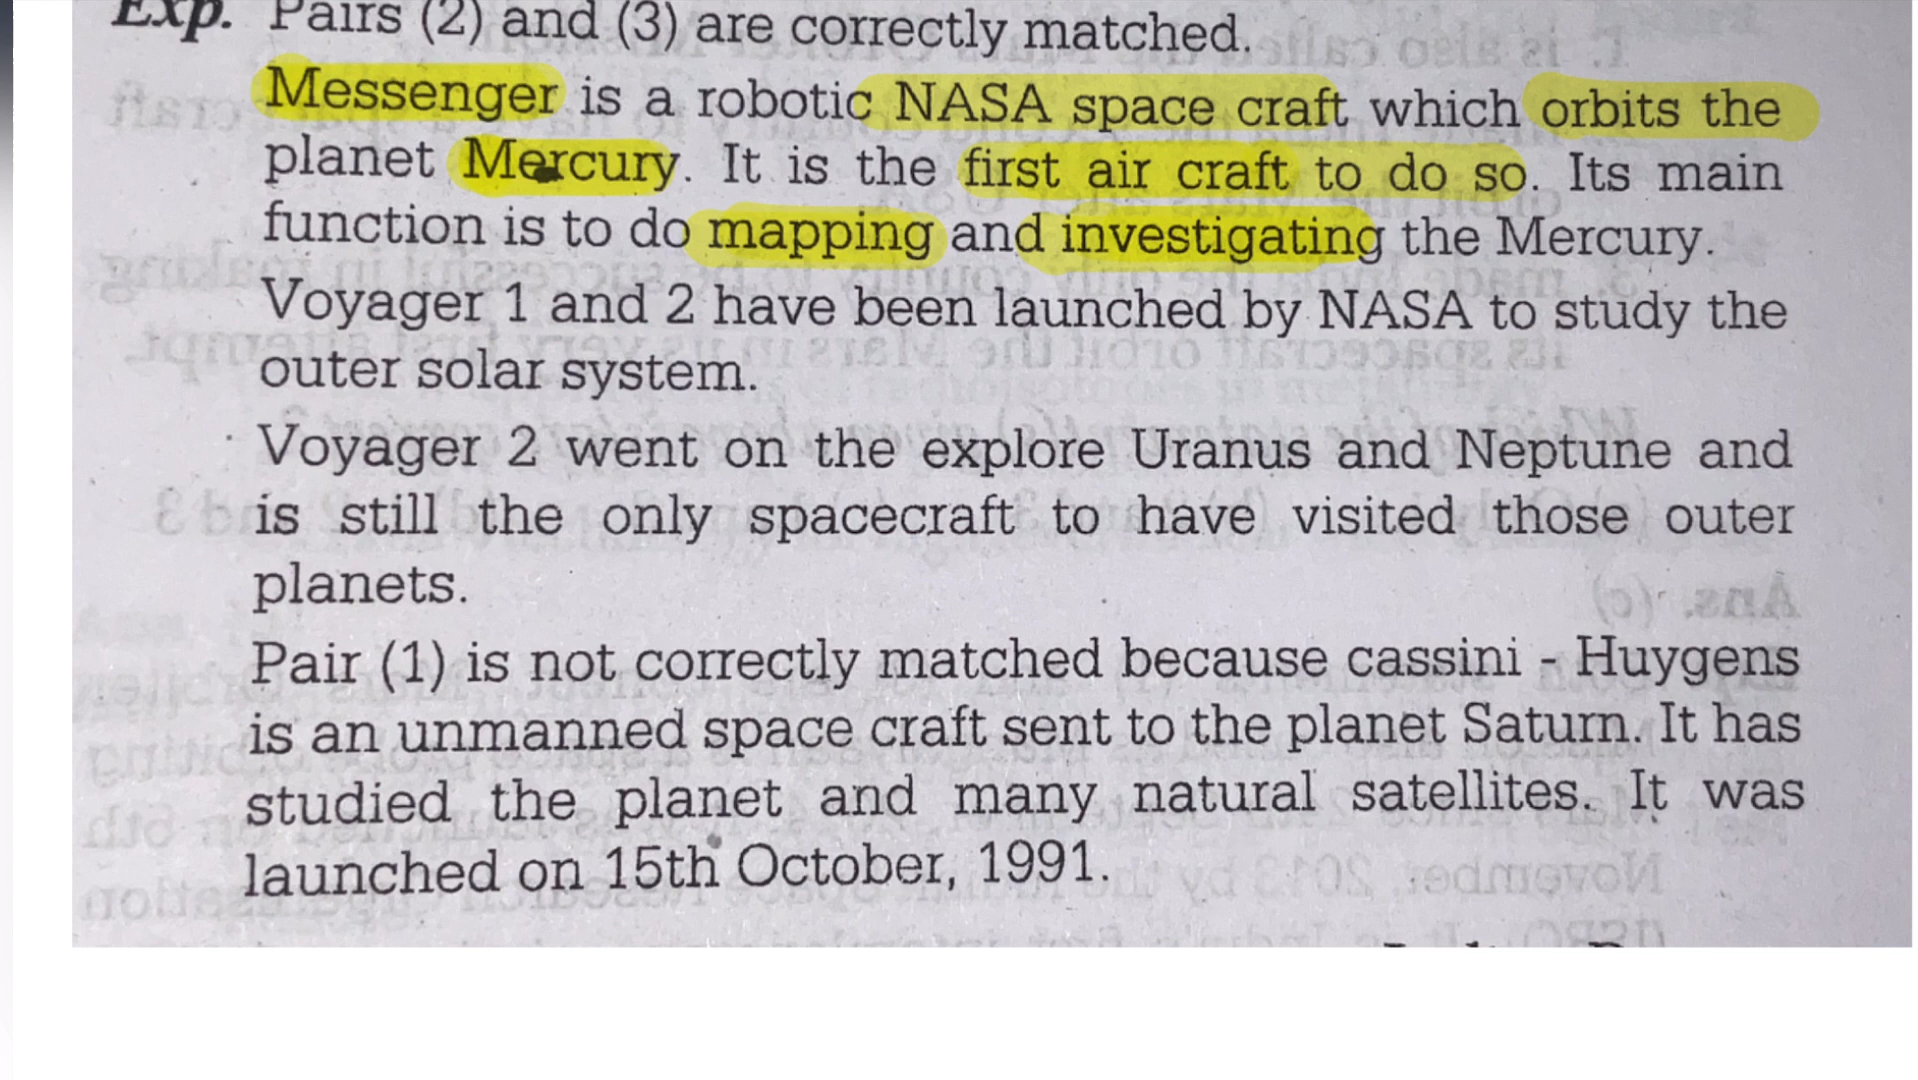 Exp. Pairs (2) and (3) are correctly matched.
Messenger is a robotic NASA space craft which orbits the
planet Mercury. It is the first air craft to do so. Its main
function is to do mapping and investigating the Mercury.
Voyager 1 and 2 have been launched by NASA to study the
outer solar system.
Voyager 2 went on the explore Uranus and Neptune and
is still the only spacecraft to have visited those outer
planets.
Pair (1) is not correctly matched because cassini - Huygens
is an unmanned space craft sent to the planet Saturn. It has
studied the planet and many natural satellites. It was
launched on 15th October, 1991.